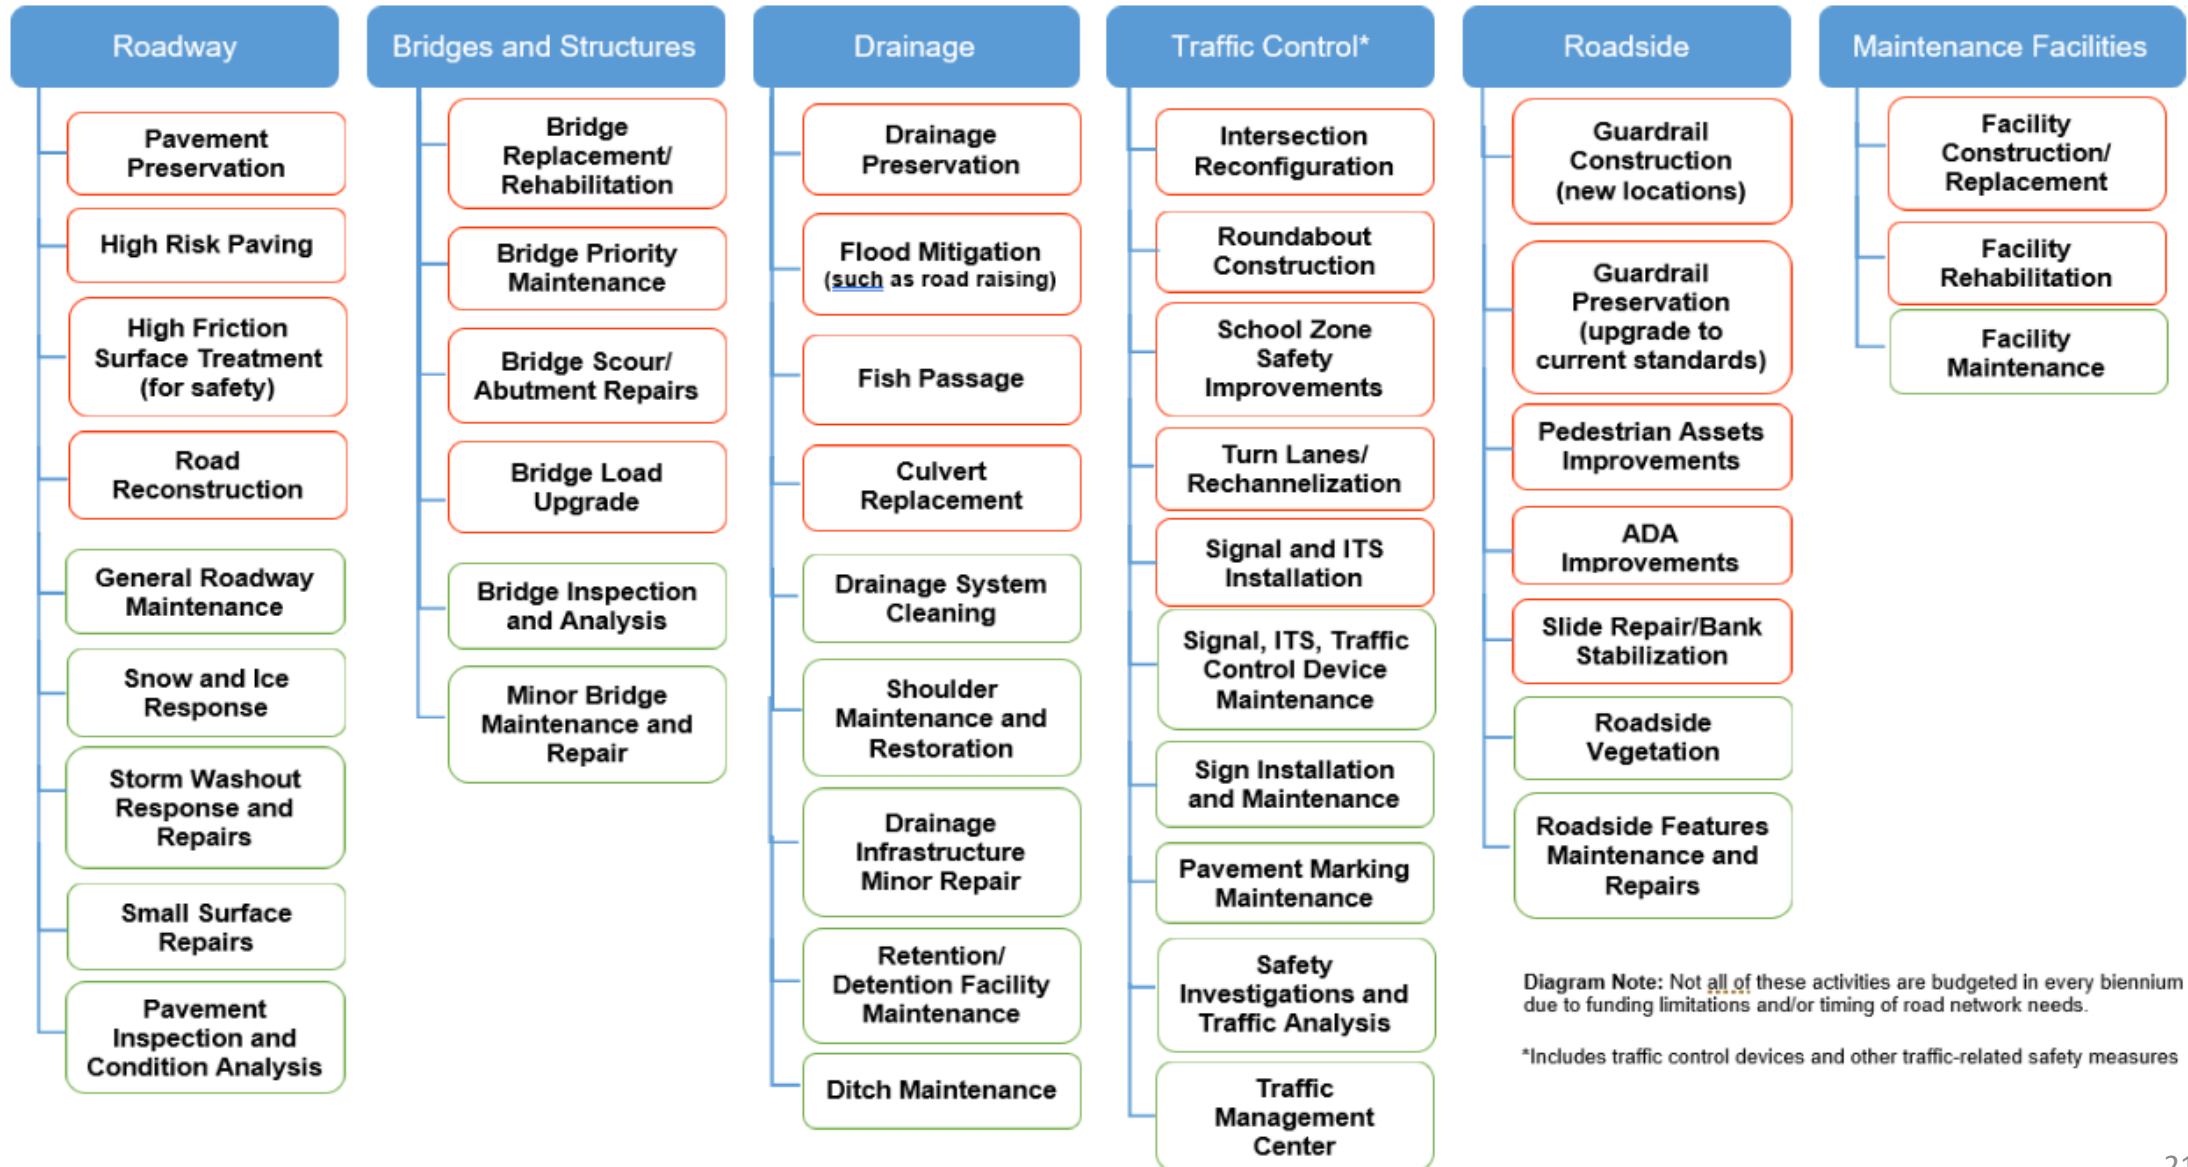 Roadway
Pavement
Preservation
High Risk Paving
High Friction
Surface Treatment
(for safety)
Road
Reconstruction
General Roadway
Maintenance
Snow and Ice
Response
Storm Washout
Response and
Repairs
Small Surface
Repairs
Pavement
Inspection and
Condition Analysis
Bridges and Structures
Bridge
Replacement/
Rehabilitation
Bridge Priority
Maintenance
Bridge Scour/
Abutment Repairs
Bridge Load
Upgrade
Bridge Inspection
and Analysis
Minor Bridge
Maintenance and
Repair
Drainage
Drainage
Preservation
Flood Mitigation
(such as road raising)
Fish Passage
Culvert
Replacement
Drainage System
Cleaning
Shoulder
Maintenance and
Restoration
Drainage
Infrastructure
Minor Repair
Retention/
Detention Facility
Maintenance
Ditch Maintenance
Traffic Control*
Intersection
Reconfiguration
Roundabout
Construction
School Zone
Safety
Improvements
Turn Lanes/
Rechannelization
Signal and ITS
Installation
Signal, ITS, Traffic
Control Device
Maintenance
Sign Installation
and Maintenance
Pavement Marking
Maintenance
Safety
Investigations and
Traffic Analysis
Traffic
Management
Center
Roadside
Guardrail
Construction
(new locations)
Guardrail
Preservation
(upgrade to
current standards)
Pedestrian Assets
Improvements
ADA
Improvements
Slide Repair/Bank
Stabilization
Roadside
Vegetation
Roadside Features
Maintenance and
Repairs
Maintenance Facilities
Facility
Construction/
Replacement
Facility
Rehabilitation
Facility
Maintenance
Diagram Note: Not all of these activities are budgeted in every biennium
due to funding limitations and/or timing of road network needs.
*Includes traffic control devices and other traffic-related safety measures